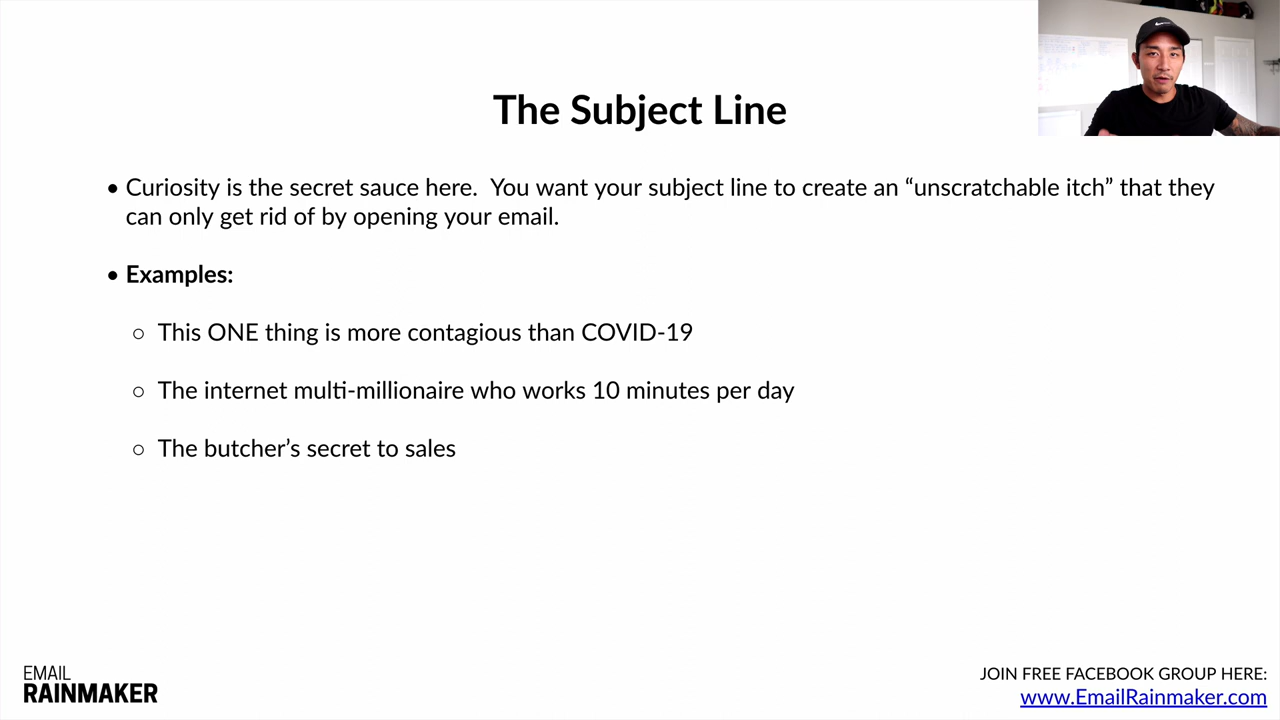 The Subject Line
• Curiosity is the secret sauce here.  You want your subject line to create an “unscratchable itch” that they
can only get rid of by opening your email.
• Examples:
○ This ONE thing is more contagious than COVID-19
○ The internet multi-millionaire who works 10 minutes per day
○ The butcher’s secret to sales
EMAIL
RAINMAKER
JOIN FREE FACEBOOK GROUP HERE:
www.EmailRainmaker.com